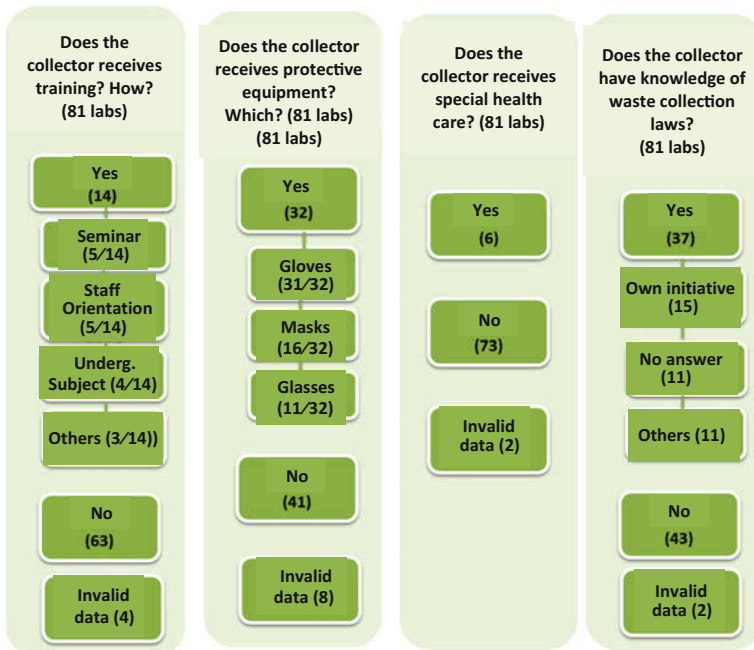 Does the
collector receives
training? How?
(81 labs)
Yes
(14)
Seminar
(5/14)
Staff
Orientation
(5/14)
Underg.
Subject (4/14)
Others (3/14))
No
(63)
Invalid
data (4)
Does the collector
receives protective
equipment?
Which? (81 labs)
(81 labs)
Yes
(32)
Gloves
(31/32)
Masks
(16/32)
Glasses
(11/32)
No
(41)
Invalid
data (8)
Does the
collector receives
special health
care? (81 labs)
Yes
(6)
No
(73)
Invalid
data (2)
Does the collector
have knowledge of
waste collection
laws?
(81 labs)
Yes
(37)
Own initiative
(15)
No answer
(11)
Others (11)
No
(43)
Invalid
data (2)